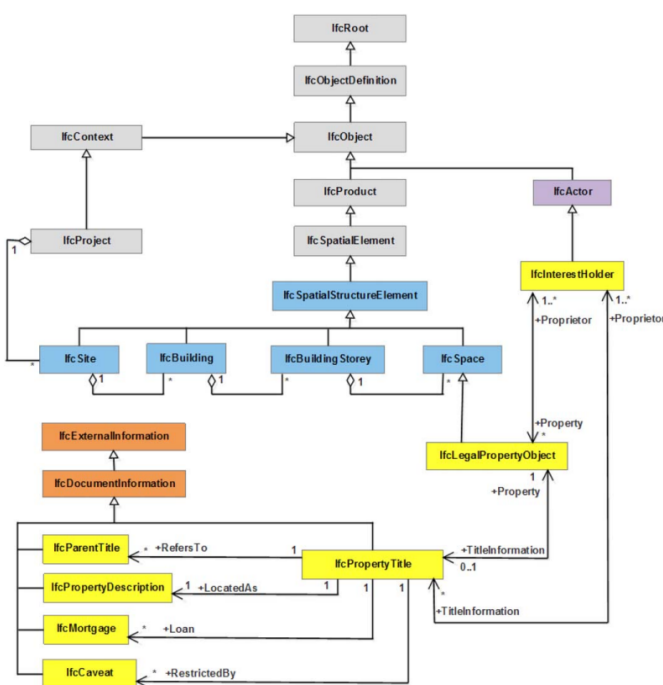 IfcRoot
IfcObjectDefinition
IfcContext
IfcObject
IfcProduct
IfcActor
1
IfcProject
IfcSpatialElement
IfcInterestHolder
IfcSpatialStructureElement
1..*
1..*
+Proprietor
+Proprietor
IfcSite
IfcBuilding
IfcBuildingStorey
IfcSpace
*
1
*
1
*
1
*
+Property
*
IfcExternalInformation
IfcLegalPropertyObject
1
+Property
IfcDocumentInformation
IfcParentTitle
*
+RefersTo
1
IfcPropertyTitle
+TitleInformation
0..1
IfcPropertyDescription
1
+LocatedAs
1
1
1
*
+TitleInformation
IfcMortgage
*
+Loan
IfcCaveat
*
+RestrictedBy